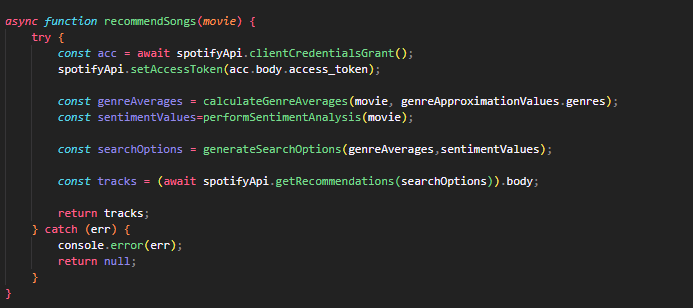 async function recommendSongs(movie) {
    try {
        const acc = await spotifyApi.clientCredentialsGrant();
        spotifyApi.setAccessToken(acc.body.access_token);

        const genreAverages = calculateGenreAverages(movie, genreApproximationValues.genres);
        const sentimentValues=performSentimentAnalysis(movie);

        const searchOptions = generateSearchOptions(genreAverages,sentimentValues);

        const tracks = (await spotifyApi.getRecommendations(searchOptions)).body;

        return tracks;
    } catch (err) {
        console.error(err);
        return null;
    }
}